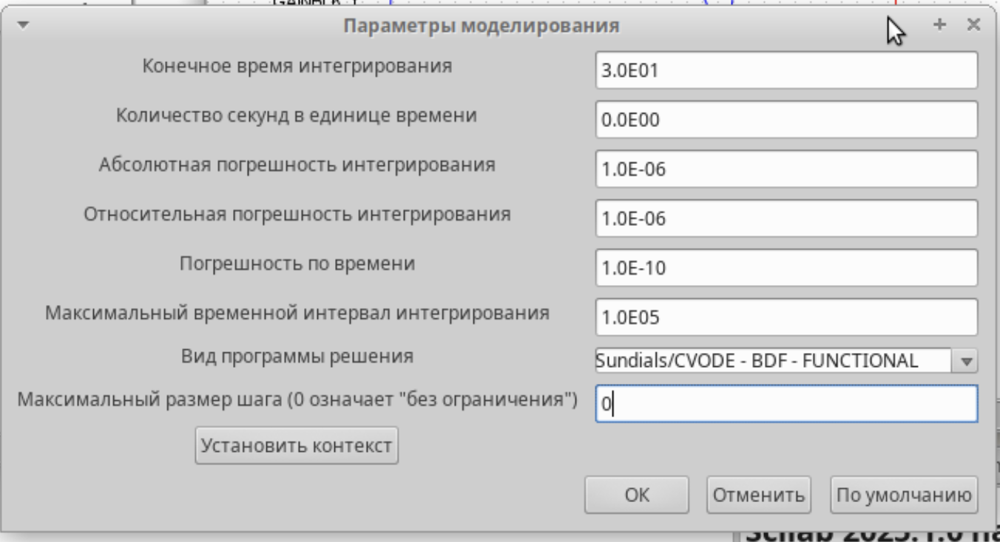 Параметры моделирования
Конечное время интегрирования 3.0E01
Количество секунд в единице времени 0.0E00
Абсолютная погрешность интегрирования 1.0E-06
Относительная погрешность интегрирования 1.0E-06
Погрешность по времени 1.0E-10
Максимальный временной интервал интегрирования 1.0E05
Вид программы решения Sundials/CVODE - BDF - FUNCTIONAL
Максимальный размер шага (0 означает "без ограничения") 0
Установить контекст
ОК Отменить По умолчанию